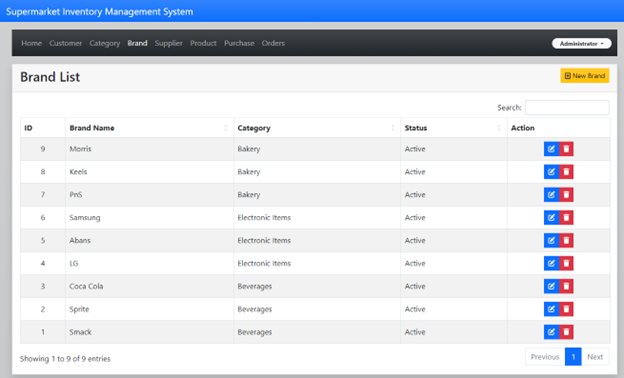 Supermarket Inventory Management System
Home Customer Category Brand Supplier Product Purchase Orders Administrator
Brand List New Brand
Search:
ID Brand Name Category Status Action
9 Morris Bakery Active
8 Keels Bakery Active
7 PnS Bakery Active
6 Samsung Electronic Items Active
5 Abans Electronic Items Active
4 LG Electronic Items Active
3 Coca Cola Beverages Active
2 Sprite Beverages Active
1 Smack Beverages Active
Showing 1 to 9 of 9 entries Previous 1 Next